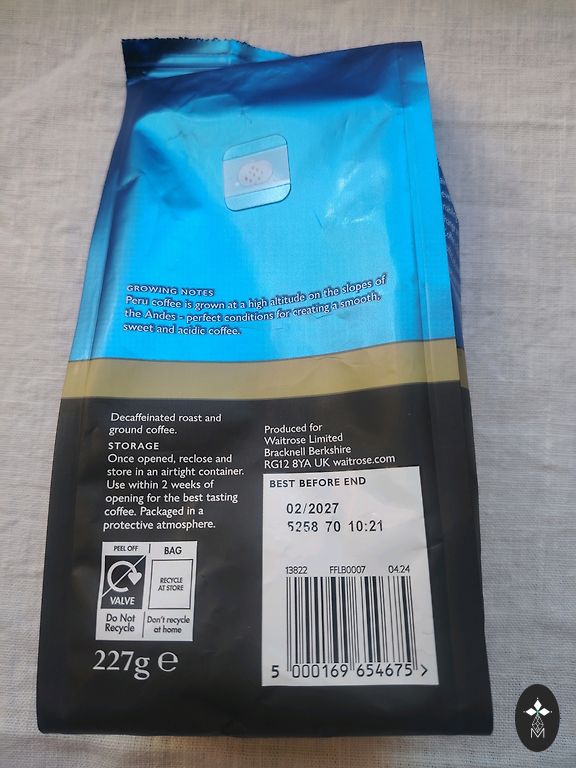 GROWING NOTES
Peru coffee is grown at a high altitude on the slopes of
the Andes - perfect conditions for creating a smooth,
sweet and acidic coffee.
Decaffeinated roast and
ground coffee.
STORAGE
Once opened, reclose and
store in an airtight container.
Use within 2 weeks of
opening for the best tasting
coffee. Packaged in a
protective atmosphere.
PEEL OFF
VALVE
Do Not
Recycle
BAG
RECYCLE
AT STORE
Don't recycle
at home
227g e
Produced for
Waitrose Limited
Bracknell Berkshire
RG12 8YA UK waitrose.com
BEST BEFORE END
02/2027
5258 70 10:21
13822 FFLB0007 04.24
5 000169 654675 >
M